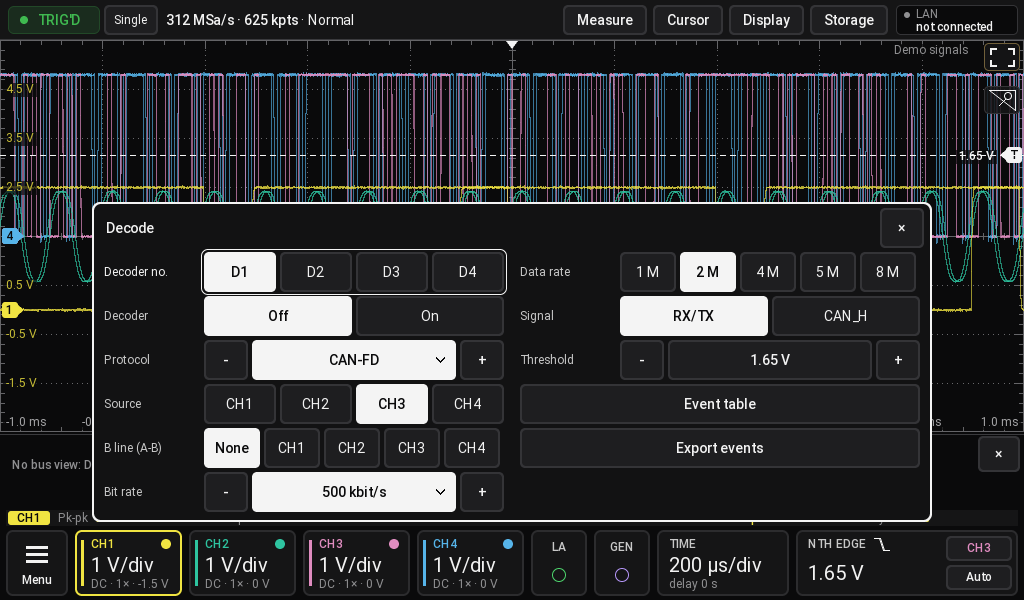 TRIG'D Single 312 MSa/s · 625 kpts · Normal Measure Cursor Display Storage LAN not connected
Demo signals
4.5 V
3.5 V
1.65 V T
2.5 V
Decode ×
4
Decoder no. D1 D2 D3 D4 Data rate 1 M 2 M 4 M 5 M 8 M
0.5 V
1
Decoder Off On Signal RX/TX CAN_H
-0.5 V
Protocol - CAN-FD + Threshold - 1.65 V +
-1.5 V
Source CH1 CH2 CH3 CH4 Event table
-1.0 ms 1.0 ms
B line (A-B) None CH1 CH2 CH3 CH4 Export events
No bus view: D ×
Bit rate - 500 kbit/s +
CH1 Pk-pk
Menu
CH1
1 V/div
DC · 1× · -1.5 V
CH2
1 V/div
DC · 1× · 0 V
CH3
1 V/div
DC · 1× · 0 V
CH4
1 V/div
DC · 1× · 0 V
LA
GEN
TIME
200 µs/div
delay 0 s
NTH EDGE
1.65 V
CH3
Auto